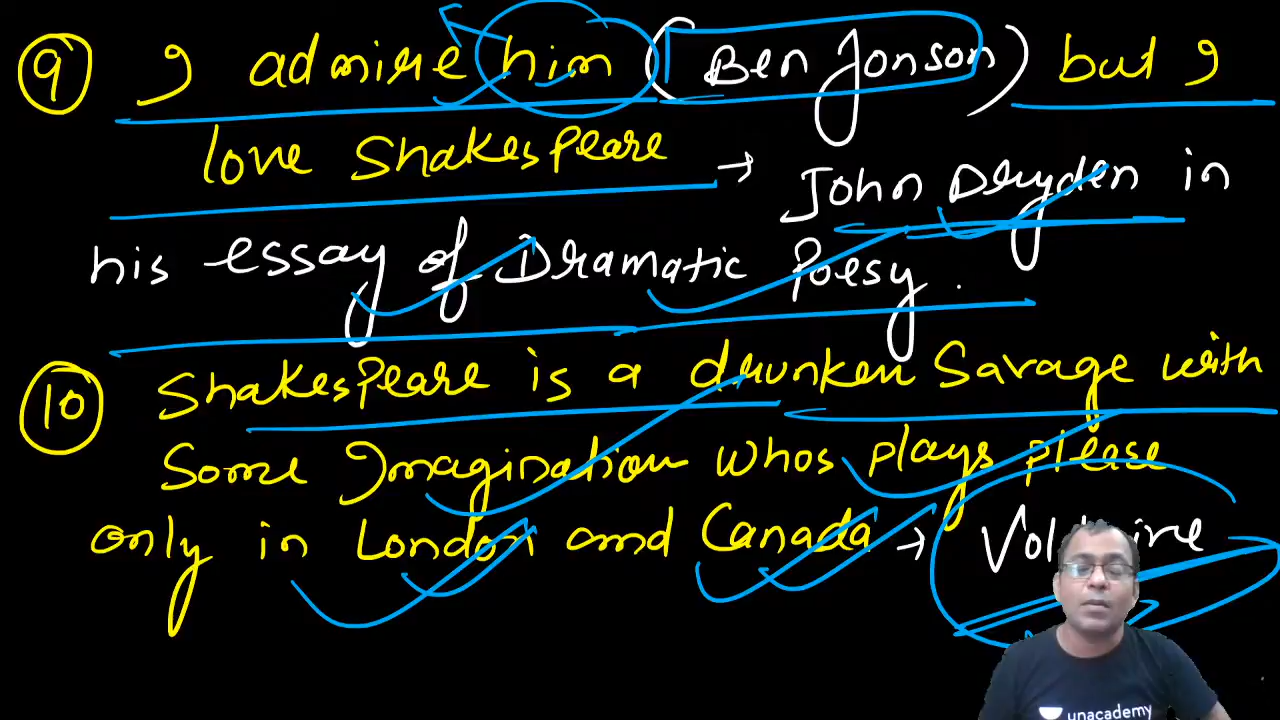 9 I admire him (Ben Jonson) but I
love Shakespeare → John Dryden in
his essay of Dramatic Poesy.
10 Shakespeare is a drunken Savage with
Some Imagination whos plays please
only in London and Canada → Voltaire
unacademy